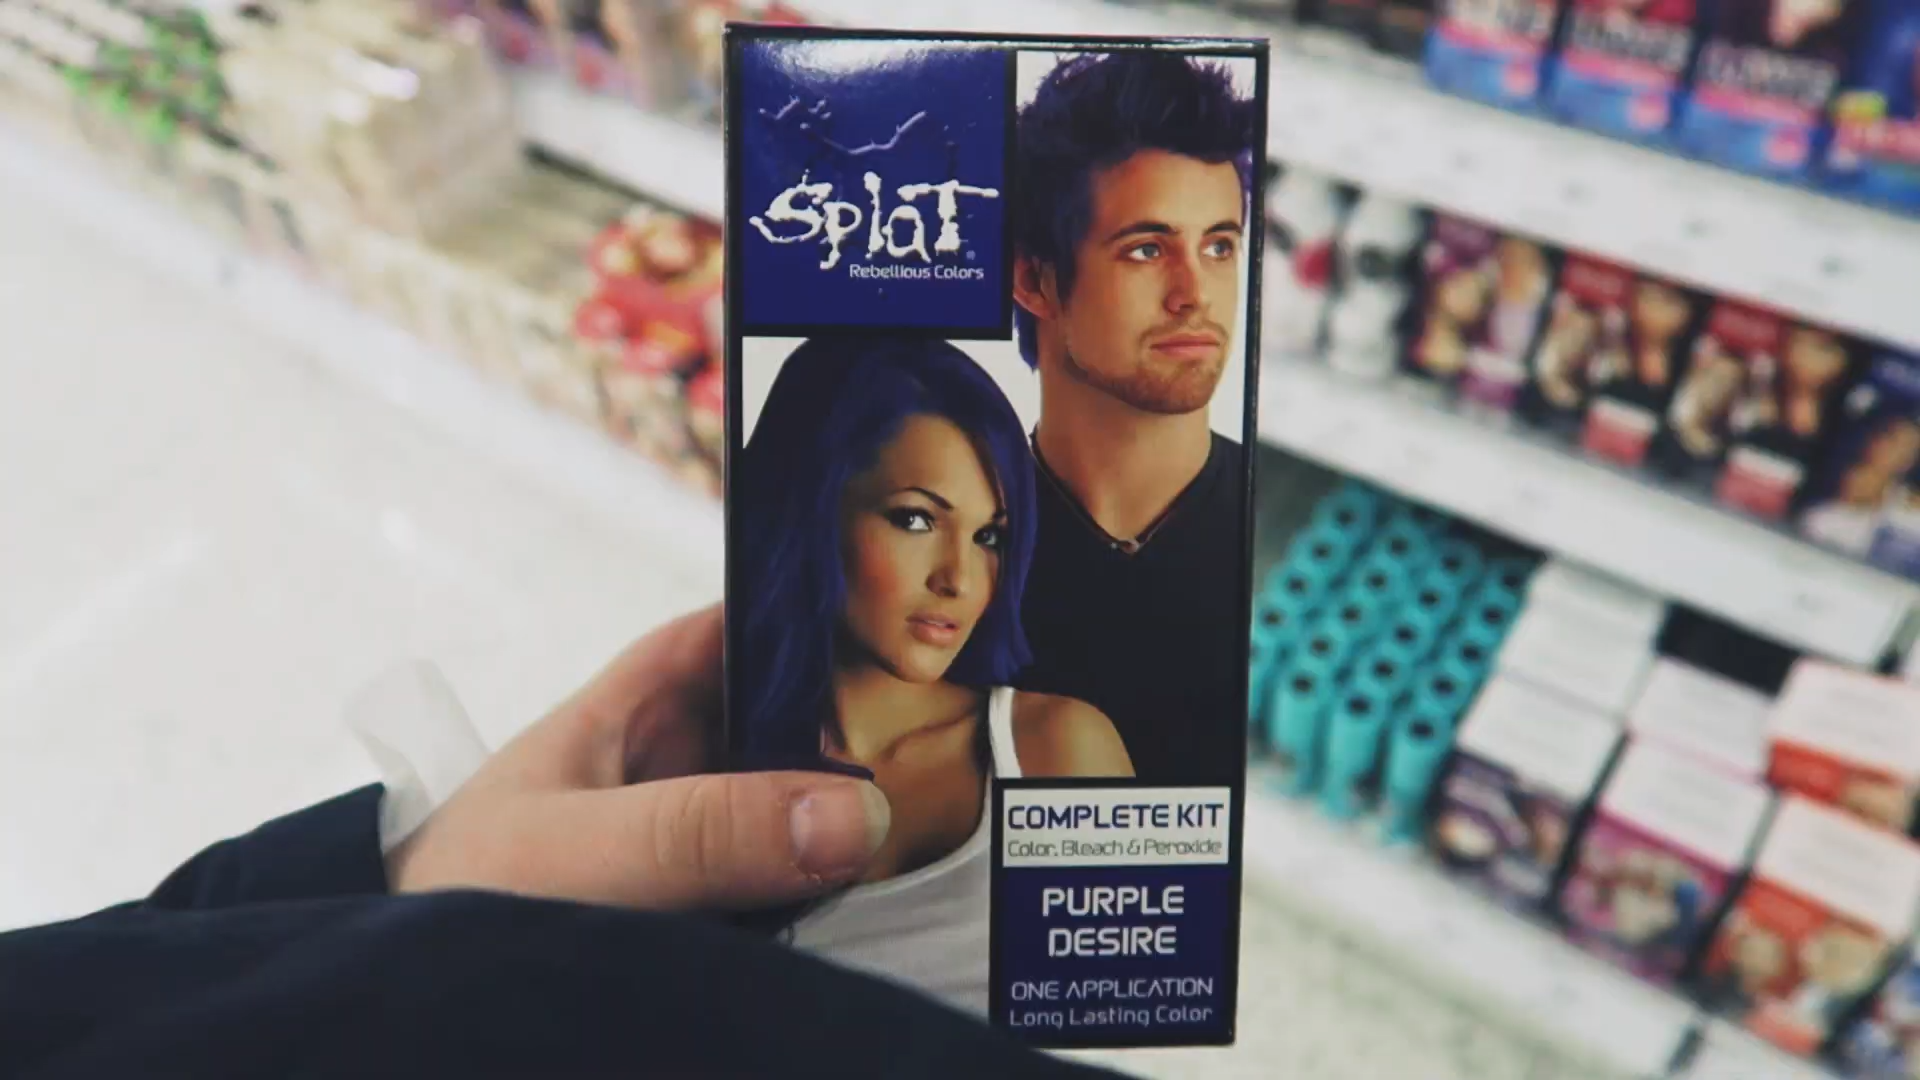 Splat
Rebellious Colors
COMPLETE KIT
Color, Bleach & Peroxide
PURPLE
DESIRE
ONE APPLICATION
Long Lasting Color